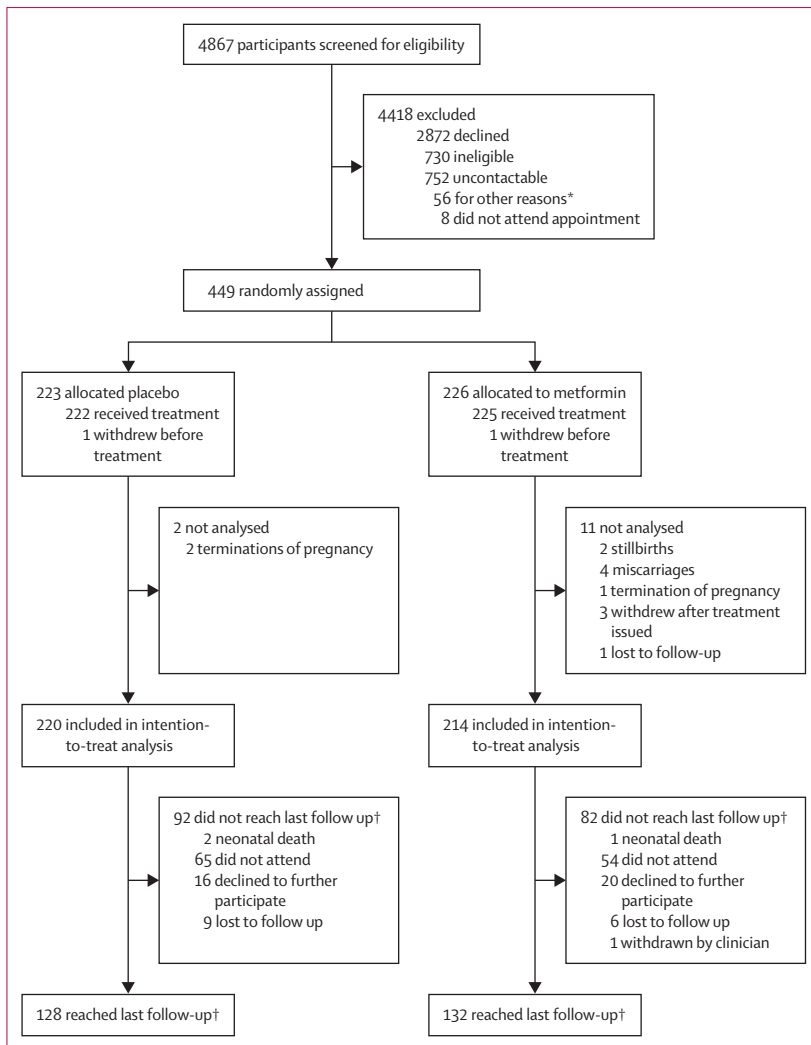 4867 participants screened for eligibility
4418 excluded
2872 declined
730 ineligible
752 uncontactable
56 for other reasons*
8 did not attend appointment
449 randomly assigned
223 allocated placebo
222 received treatment
1 withdrew before
treatment
226 allocated to metformin
225 received treatment
1 withdrew before
treatment
2 not analysed
2 terminations of pregnancy
11 not analysed
2 stillbirths
4 miscarriages
1 termination of pregnancy
3 withdrew after treatment
issued
1 lost to follow-up
220 included in intention-
to-treat analysis
214 included in intention-
to-treat analysis
92 did not reach last follow up†
2 neonatal death
65 did not attend
16 declined to further
participate
9 lost to follow up
82 did not reach last follow up†
1 neonatal death
54 did not attend
20 declined to further
participate
6 lost to follow up
1 withdrawn by clinician
128 reached last follow-up†
132 reached last follow-up†